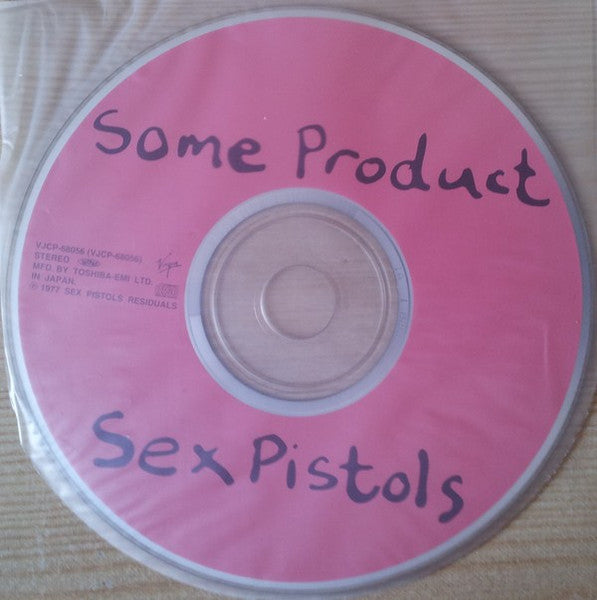 Some Product
VJCP-68056 (VJCP-68056)
STEREO
MFD. BY TOSHIBA-EMI LTD.
IN JAPAN.
℗ 1977 SEX PISTOLS RESIDUALS
Virgin
Sex Pistols